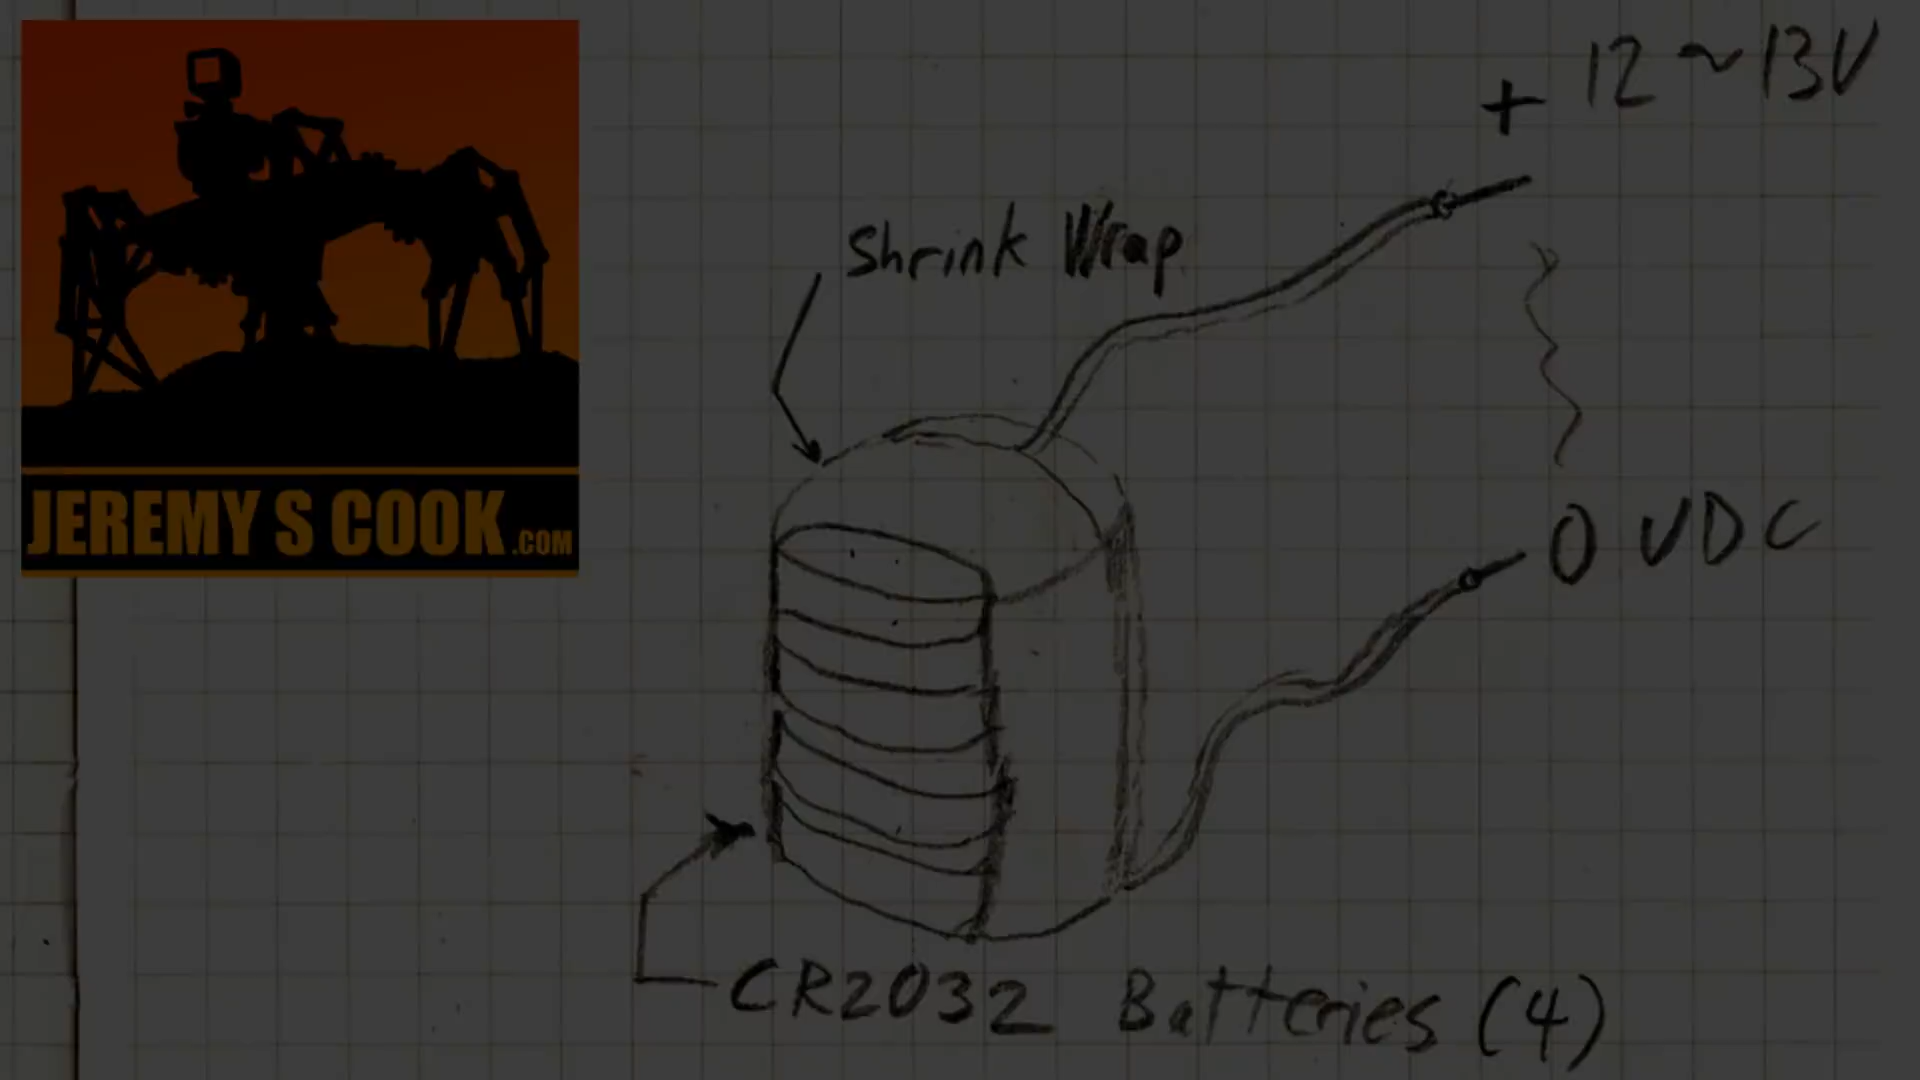 + 12 ~ 13V
Shrink Wrap
JEREMY S COOK.COM
0 VDC
CR2032 Batteries (4)